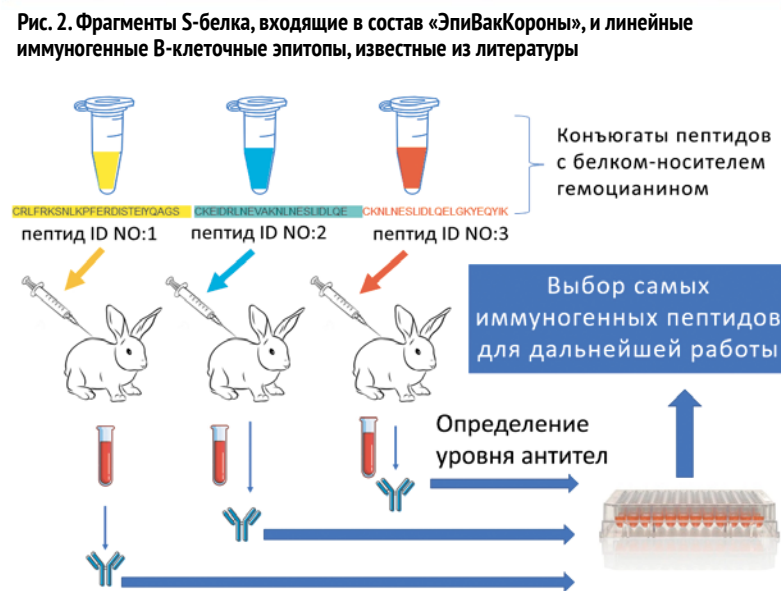 Рис. 2. Фрагменты S-белка, входящие в состав «ЭпиВакКороны», и линейные
иммуногенные В-клеточные эпитопы, известные из литературы
Конъюгаты пептидов
с белком-носителем
гемоцианином
CRLFRKSNLKPFERDISTEIYQAGS CKEIDRLNEVAKNLNESLIDLQE CKNLNESLIDLQELGKYEQYIK
пептид ID NO:1 пептид ID NO:2 пептид ID NO:3
Выбор самых
иммуногенных пептидов
для дальнейшей работы
Определение
уровня антител